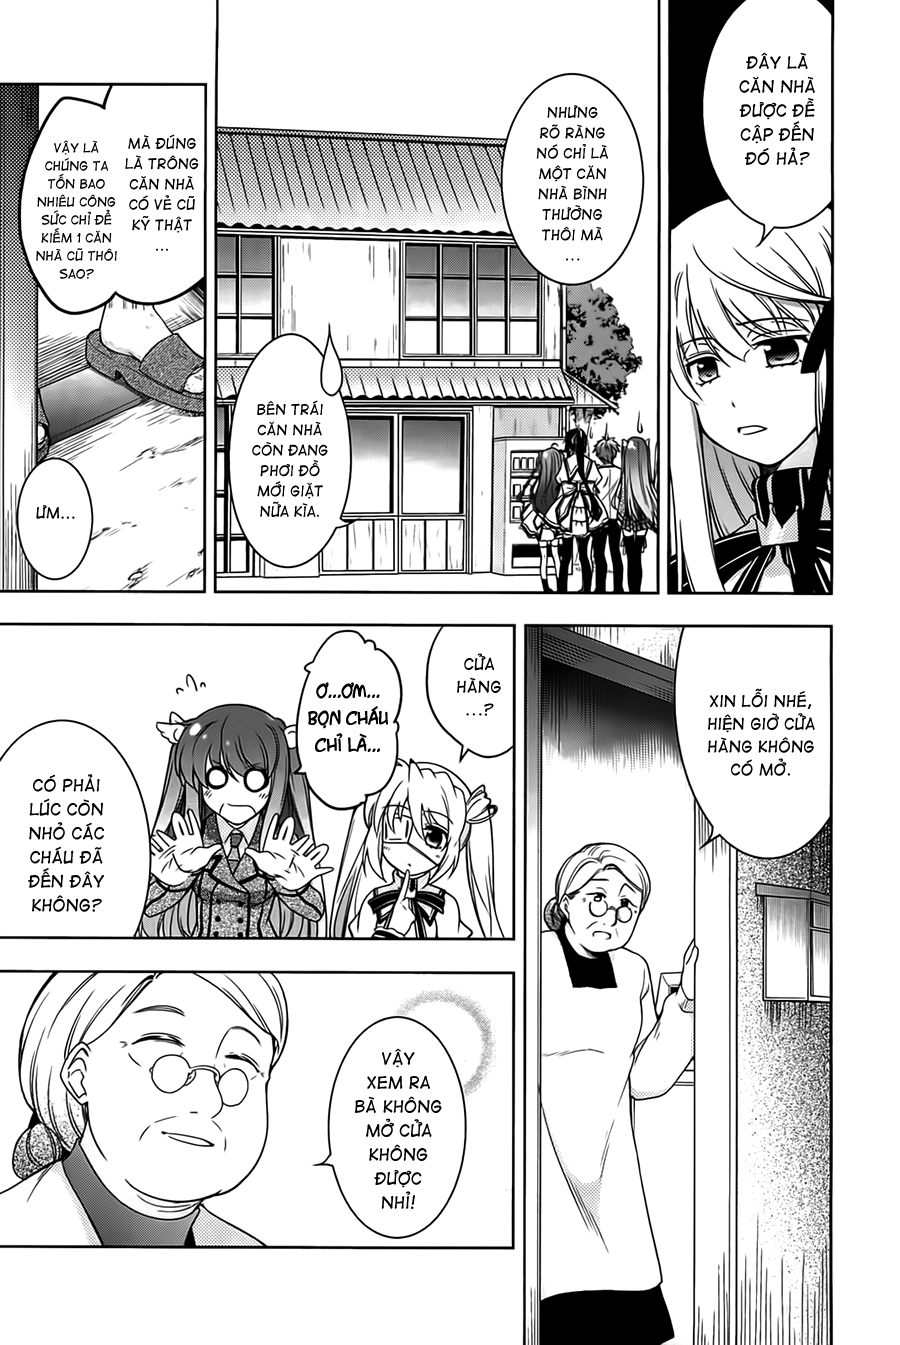 ĐÂY LÀ
CĂN NHÀ
ĐƯỢC ĐỀ
CẬP ĐẾN
ĐÓ HẢ?
NHƯNG
RÕ RÀNG
NÓ CHỈ LÀ
MỘT CĂN
NHÀ BÌNH
THƯỜNG
THÔI MÀ
...
BÊN TRÁI
CĂN NHÀ
CÒN ĐANG
PHƠI ĐỒ
MỚI GIẶT
NỮA KÌA.
MÀ ĐÚNG
LÀ TRÔNG
CĂN NHÀ
CÓ VẺ CŨ
KỸ THẬT
...
VẬY LÀ
CHÚNG TA
TỐN BAO
NHIÊU CÔNG
SỨC CHỈ ĐỂ
KIẾM 1 CĂN
NHÀ CŨ THÔI
SAO?
ƯM...
XIN LỖI NHÉ,
HIỆN GIỜ CỬA
HÀNG KHÔNG
CÓ MỞ.
CỬA
HÀNG
...?
Ơ...ƠM...
BỌN CHÁU
CHỈ LÀ...
CÓ PHẢI
LÚC CÒN
NHỎ CÁC
CHÁU ĐÃ
ĐẾN ĐÂY
KHÔNG?
VẬY
XEM RA
BÀ KHÔNG
MỞ CỬA
KHÔNG
ĐƯỢC
NHỈ!